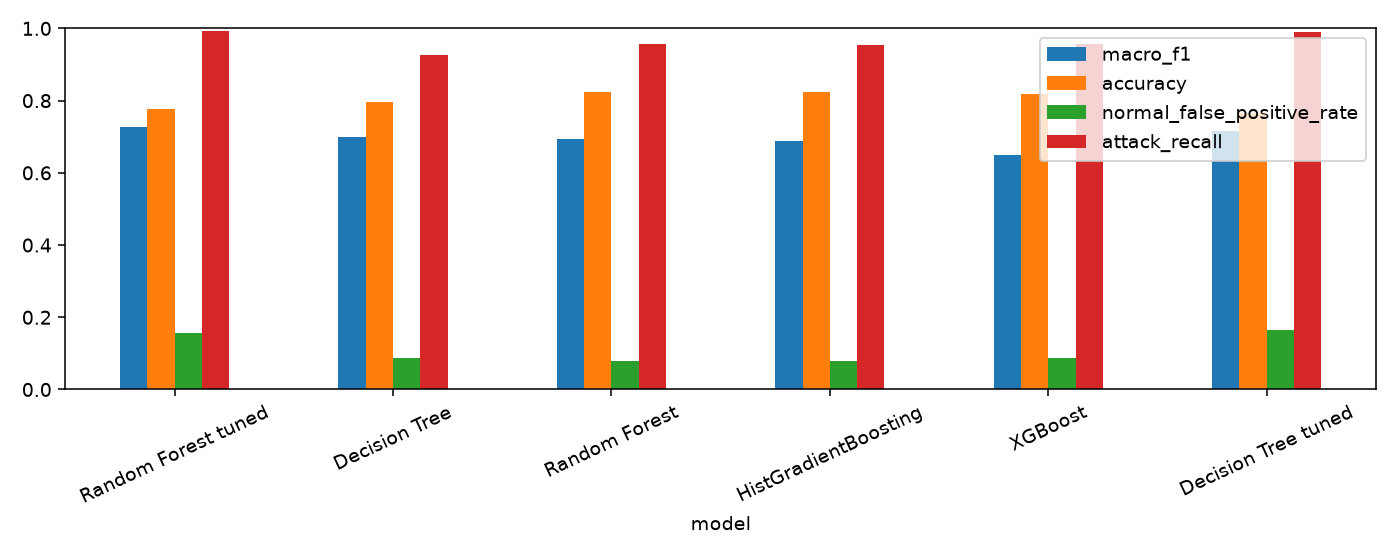 1.0
0.8
0.6
0.4
0.2
0.0
macro_f1
accuracy
normal_false_positive_rate
attack_recall
Random Forest tuned
Decision Tree
Random Forest
HistGradientBoosting
XGBoost
Decision Tree tuned
model